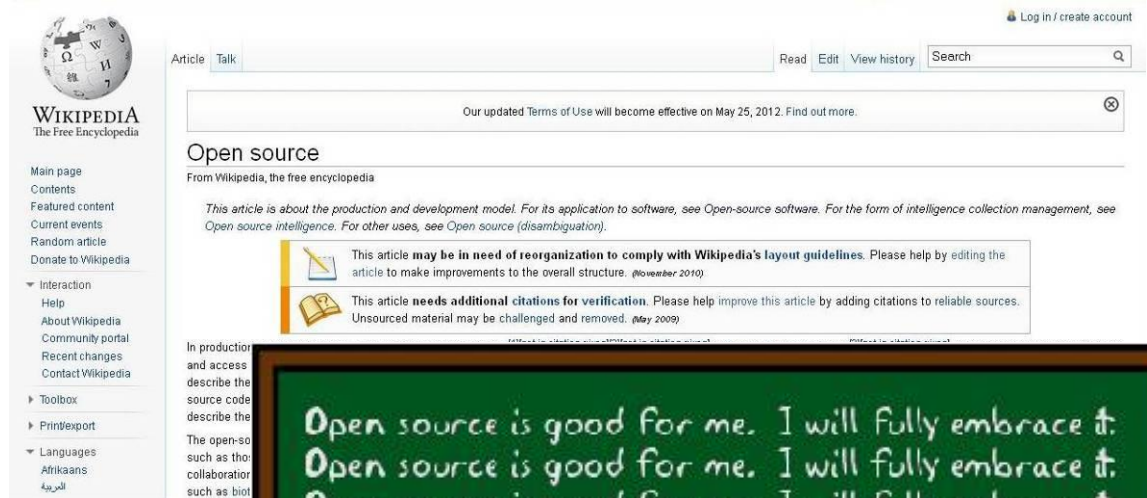 Log in / create account
Article Talk Read Edit View history Search
WIKIPEDIA
The Free Encyclopedia
Our updated Terms of Use will become effective on May 25, 2012. Find out more.
Open source
From Wikipedia, the free encyclopedia
This article is about the production and development model. For its application to software, see Open-source software. For the form of intelligence collection management, see
Open source intelligence. For other uses, see Open source (disambiguation).
This article may be in need of reorganization to comply with Wikipedia's layout guidelines. Please help by editing the
article to make improvements to the overall structure. (November 2010)
This article needs additional citations for verification. Please help improve this article by adding citations to reliable sources.
Unsourced material may be challenged and removed. (May 2009)
Main page
Contents
Featured content
Current events
Random article
Donate to Wikipedia
Interaction
Help
About Wikipedia
Community portal
Recent changes
Contact Wikipedia
Toolbox
Print/export
Languages
Afrikaans
العربية
In production
and access
describe the
source code
describe the
The open-so
such as
collaboration
such as
Open source is good for me. I will fully embrace it.
Open source is good for me. I will fully embrace it.